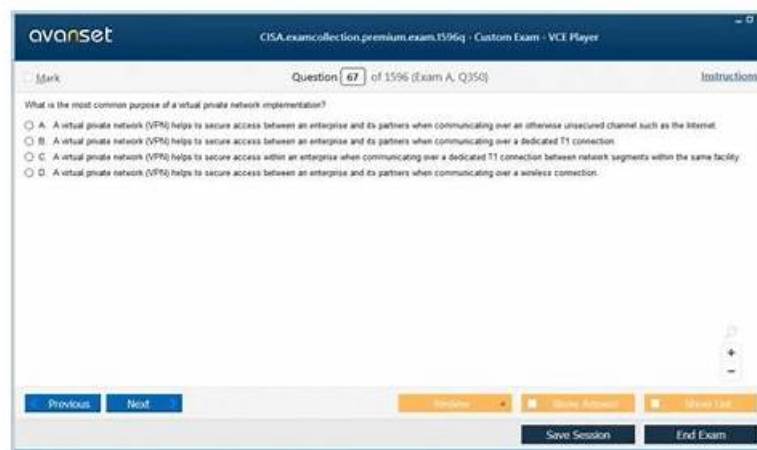 avanset
CISA.examcollection.premium.exam.1596q - Custom Exam - VCE Player
Mark
Question 67 of 1596 (Exam A, Q350)
Instructions
What is the most common purpose of a virtual private network implementation?
A. A virtual private network (VPN) helps to secure access between an enterprise and its partners when communicating over an otherwise unsecured channel such as the Internet.
B. A virtual private network (VPN) helps to secure access between an enterprise and its partners when communicating over a dedicated T1 connection.
C. A virtual private network (VPN) helps to secure access within an enterprise when communicating over a dedicated T1 connection between network segments within the same facility.
D. A virtual private network (VPN) helps to secure access between an enterprise and its partners when communicating over a wireless connection.
+
-
Previous
Next
Review
Show Answer
Show List
Save Session
End Exam